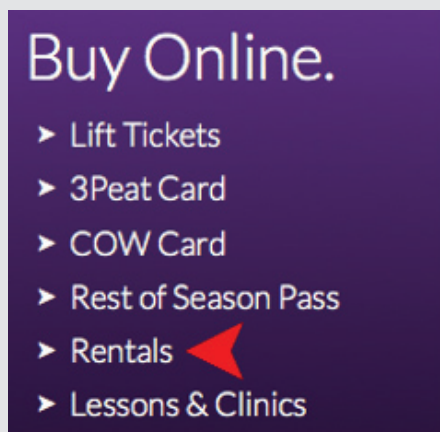 Buy Online.
Lift Tickets
3Peat Card
COW Card
Rest of Season Pass
Rentals
Lessons & Clinics